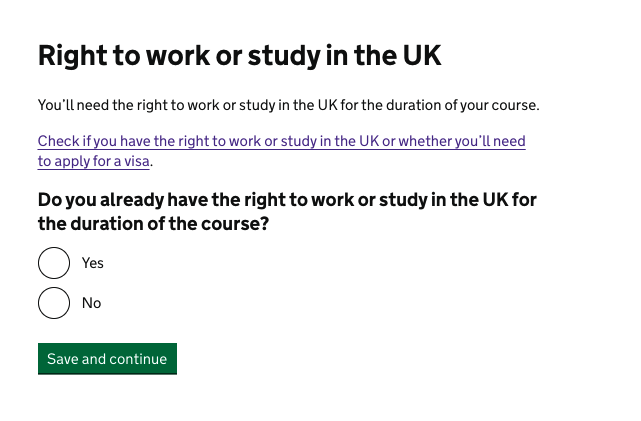 Right to work or study in the UK
You’ll need the right to work or study in the UK for the duration of your course.
Check if you have the right to work or study in the UK or whether you’ll need
to apply for a visa.
Do you already have the right to work or study in the UK for
the duration of the course?
Yes
No
Save and continue